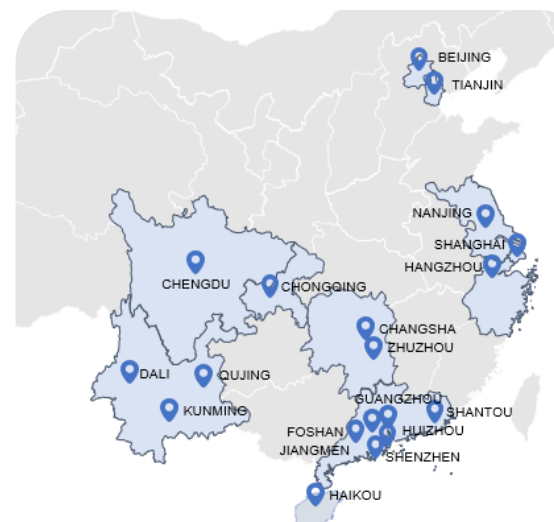 BEIJING
TIANJIN
NANJING
SHANGHAI
HANGZHOU
CHENGDU
CHONGQING
CHANGSHA
ZHUZHOU
DALI
QUJING
KUNMING
GUANGZHOU
SHANTOU
FOSHAN
HUIZHOU
JIANGMEN
SHENZHEN
HAIKOU